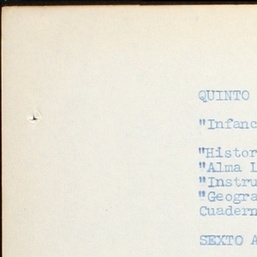 QUINTO
"Infanc
"Histor
"Alma L
"Instru
"Geogra
Cuadern
SEXTO A